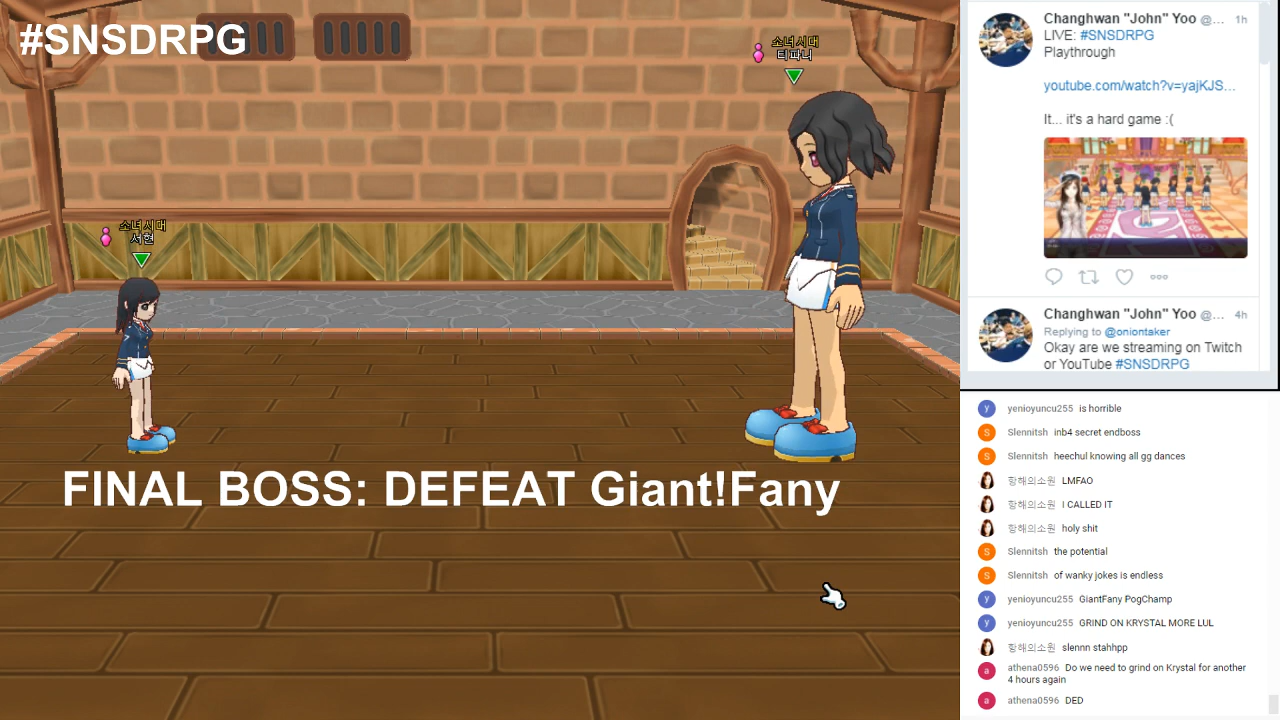 #SNSDRPG
소녀시대
티파니
소녀시대
서현
FINAL BOSS: DEFEAT Giant!Fany
Changhwan "John" Yoo @... 1h
LIVE: #SNSDRPG
Playthrough
youtube.com/watch?v=yajKJS...
It... it's a hard game :(
Changhwan "John" Yoo @... 4h
Replying to @oniontaker
Okay are we streaming on Twitch
or YouTube #SNSDRPG
y yenioyuncu255 is horrible
S Slennitsh inb4 secret endboss
S Slennitsh heechul knowing all gg dances
항해의소원 LMFAO
항해의소원 I CALLED IT
항해의소원 holy shit
S Slennitsh the potential
S Slennitsh of wanky jokes is endless
y yenioyuncu255 GiantFany PogChamp
y yenioyuncu255 GRIND ON KRYSTAL MORE LUL
항해의소원 slennn stahhpp
a athena0596 Do we need to grind on Krystal for another
4 hours again
a athena0596 DED